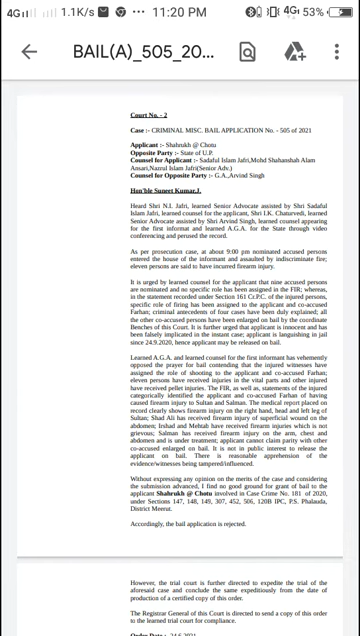 4G 1.1K/s ... 11:20 PM 4G 53%
BAIL(A)_505_20...
Court No. - 2
Case :- CRIMINAL MISC. BAIL APPLICATION No. - 505 of 2021
Applicant :- Shahrukh @ Chotu
Opposite Party :- State of U.P.
Counsel for Applicant :- Sadaful Islam Jafri,Mohd Shahanshah Alam
Ansari,Nazrul Islam Jafri(Senior Adv.)
Counsel for Opposite Party :- G.A.,Arvind Singh
Hon'ble Suneet Kumar,J.
Heard Shri N.I. Jafri, learned Senior Advocate assisted by Shri Sadaful
Islam Jafri, learned counsel for the applicant, Shri I.K. Chaturvedi, learned
Senior Advocate assisted by Shri Arvind Singh, learned counsel appearing
for the first informat and learned A.G.A. for the State through video
conferencing and perused the record.
As per prosecution case, at about 9:00 pm nominated accused persons
entered the house of the informant and assaulted by indiscriminate fire;
eleven persons are said to have incurred firearm injury.
It is urged by learned counsel for the applicant that nine accused persons
are nominated and no specific role has been assigned in the FIR; whereas,
in the statement recorded under Section 161 Cr.P.C. of the injured persons,
specific role of firing has been assigned to the applicant and co-accused
Farhan; criminal antecedents of four cases have been duly explained; all
the other co-accused persons have been enlarged on bail by the coordinate
Benches of this Court. It is further urged that applicant is innocent and has
been falsely implicated in the instant case; applicant is languishing in jail
since 24.9.2020, hence applicant may be released on bail.
Learned A.G.A. and learned counsel for the first informant has vehemently
opposed the prayer for bail contending that the injured witnesses have
assigned the role of shooting to the applicant and co-accused Farhan;
eleven persons have received injuries in the vital parts and other injured
have received pellet injuries. The FIR, as well as, statements of the injured
categorically identified the applicant and co-accused Farhan of having
caused firearm injury to Sultan and Salman. The medical report placed on
record clearly shows firearm injury on the right hand, head and left leg of
Sultan; Shad Ali has received firearm injury of superficial wound on the
abdomen; Irshad and Mehtab have received firearm injuries which is not
grievous; Salman has received firearm injury on the arm, chest and
abdomen and is under treatment; applicant cannot claim parity with other
co-accused enlarged on bail. It is not in public interest to release the
applicant on bail. There is reasonable apprehension of the
evidence/witnesses being tampered/influenced.
Without expressing any opinion on the merits of the case and considering
the submission advanced, I find no good ground for grant of bail to the
applicant Shahrukh @ Chotu involved in Case Crime No. 181 of 2020,
under Sections 147, 148, 149, 307, 452, 506, 120B IPC, P.S. Phalauda,
District Meerut.
Accordingly, the bail application is rejected.
However, the trial court is further directed to expedite the trial of the
aforesaid case and conclude the same expeditiously from the date of
production of a certified copy of this order.
The Registrar General of this Court is directed to send a copy of this order
to the learned trial court for compliance.
Order Date :- 24.6.2021